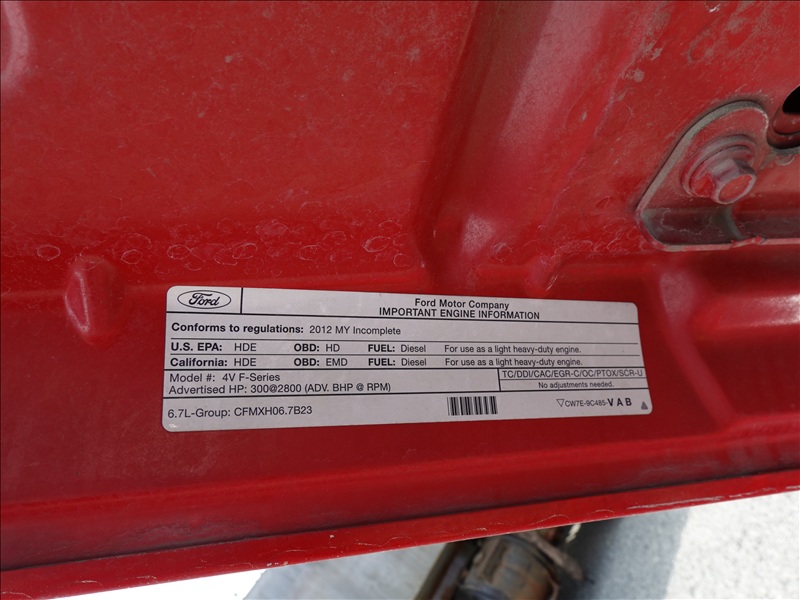 Ford
Ford Motor Company
IMPORTANT ENGINE INFORMATION
Conforms to regulations: 2012 MY Incomplete
U.S. EPA: HDE OBD: HD FUEL: Diesel For use as a light heavy-duty engine.
California: HDE OBD: EMD FUEL: Diesel For use as a light heavy-duty engine.
Model #: 4V F-Series TC/DDI/CAC/EGR-C/OC/PTOX/SCR-U
Advertised HP: 300@2800 (ADV. BHP @ RPM) No adjustments needed.
6.7L-Group: CFMXH06.7B23 CW7E-9C485-VAB